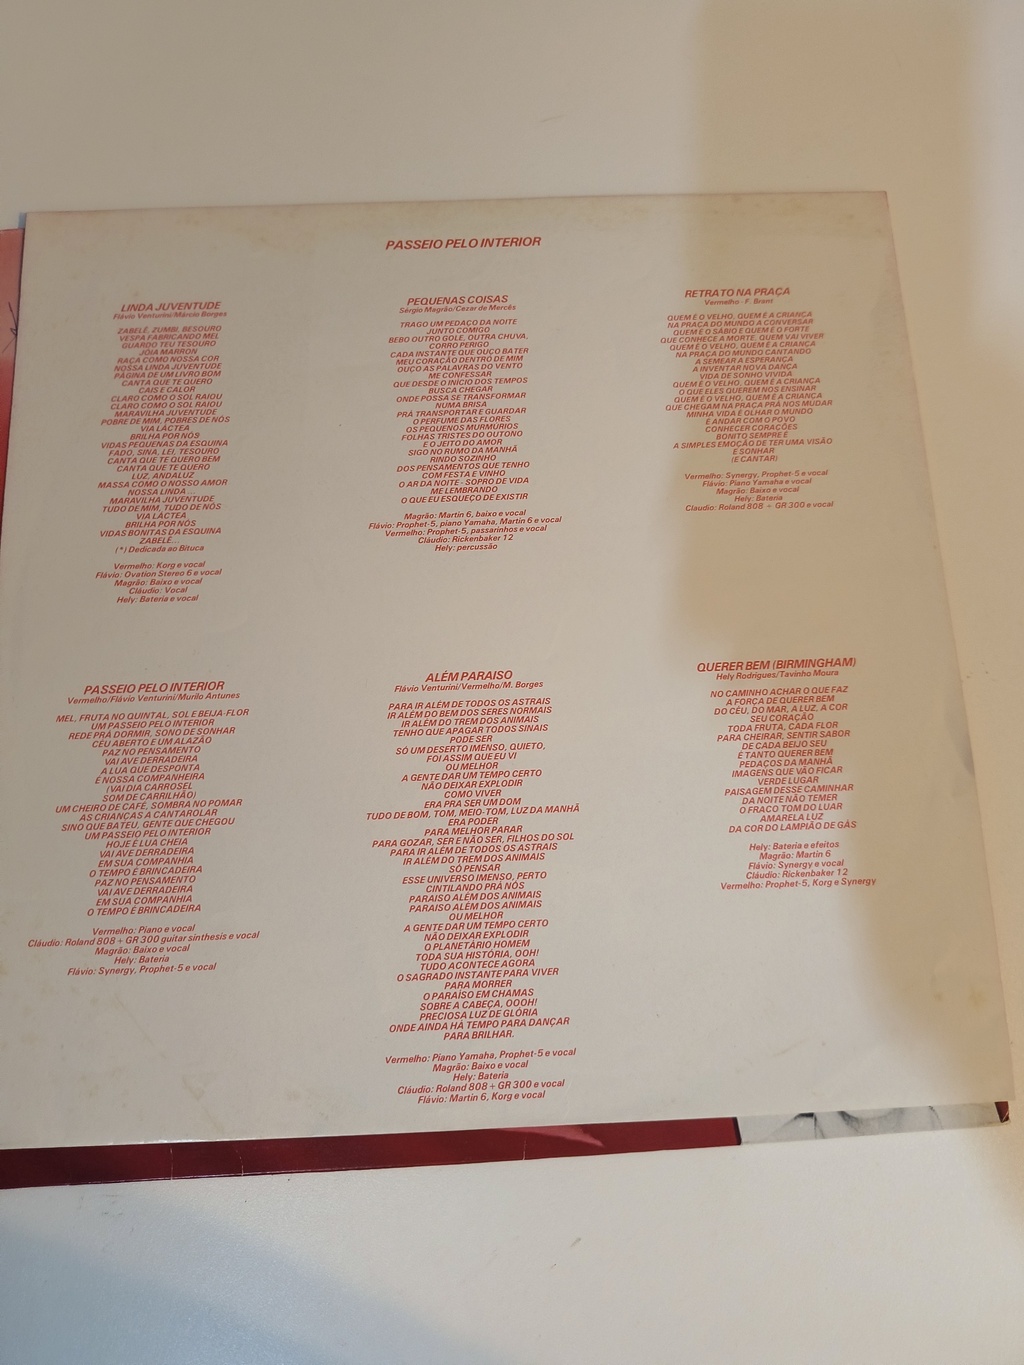 PASSEIO PELO INTERIOR
LINDA JUVENTUDE
Flávio Venturini/Márcio Borges
ZABELÊ, ZUMBI, BESOURO
VESPA FABRICANDO MEL
GUARDO TEU TESOURO
JÓIA MARRON
RAÇA COMO NOSSA COR
NOSSA LINDA JUVENTUDE
PÁGINA DE UM LIVRO BOM
CANTA QUE TE QUERO
CAIS E CALOR
CLARO COMO O SOL RAIOU
CLARO COMO O SOL RAIOU
MARAVILHA JUVENTUDE
POBRE DE MIM, POBRES DE NÓS
VIA LÁCTEA
BRILHA POR NÓS
VIDAS PEQUENAS DA ESQUINA
FADO, SINA, LEI, TESOURO
CANTA QUE TE QUERO BEM
CANTA QUE TE QUERO
LUZ, ANDALUZ
MASSA COMO O NOSSO AMOR
NOSSA LINDA...
MARAVILHA JUVENTUDE
TUDO DE MIM, TUDO DE NÓS
VIA LÁCTEA
BRILHA POR NÓS
VIDAS BONITAS DA ESQUINA
ZABELÊ...
(*) Dedicada ao Bituca
Vermelho: Korg e vocal
Flávio: Ovation Stereo 6 e vocal
Magrão: Baixo e vocal
Cláudio: Vocal
Hely: Bateria e vocal
PEQUENAS COISAS
Sérgio Magrão/Cezar de Mercês
TRAGO UM PEDAÇO DA NOITE
JUNTO COMIGO
BEBO OUTRO GOLE, OUTRA CHUVA,
CORRO PERIGO
CADA INSTANTE QUE OUÇO BATER
MEU CORAÇÃO DENTRO DE MIM
OUÇO AS PALAVRAS DO VENTO
ME CONFESSAR
QUE DESDE O INÍCIO DOS TEMPOS
BUSCA CHEGAR
ONDE POSSA SE TRANSFORMAR
NUMA BRISA
PRÁ TRANSPORTAR E GUARDAR
O PERFUME DAS FLORES
OS PEQUENOS MURMÚRIOS
FOLHAS TRISTES DO OUTONO
E O JEITO DO AMOR
SIGO NO RUMO DA MANHÃ
RINDO SOZINHO
DOS PENSAMENTOS QUE TENHO
COM FESTA E VINHO
O AR DA NOITE - SOPRO DE VIDA
ME LEMBRANDO
O QUE EU ESQUEÇO DE EXISTIR
Magrão: Martin 6, baixo e vocal
Flávio: Prophet-5, piano Yamaha, Martin 6 e vocal
Vermelho: Prophet-5, passarinhos e vocal
Cláudio: Rickenbaker 12
Hely: percussão
RETRATO NA PRAÇA
Vermelho - F. Brant
QUEM É O VELHO, QUEM É A CRIANÇA
NA PRAÇA DO MUNDO A CONVERSAR
QUEM É O SÁBIO E QUEM É O FORTE
QUE CONHECE A MORTE, QUEM VAI VIVER
QUEM É O VELHO, QUEM É A CRIANÇA
NA PRAÇA DO MUNDO CANTANDO
A SEMEAR A ESPERANÇA
A INVENTAR NOVA DANÇA
VIDA DE SONHO VIVIDA
QUEM É O VELHO, QUEM É A CRIANÇA
O QUE ELES QUEREM NOS ENSINAR
QUEM É O VELHO, QUEM É A CRIANÇA
QUE CHEGAM NA PRAÇA PRÁ NOS MUDAR
MINHA VIDA É OLHAR O MUNDO
E ANDAR COM O POVO
CONHECER CORAÇÕES
BONITO SEMPRE É
A SIMPLES EMOÇÃO DE TER UMA VISÃO
E SONHAR
(E CANTAR)
Vermelho: Synergy, Prophet-5 e vocal
Flávio: Piano Yamaha e vocal
Magrão: Baixo e vocal
Hely: Bateria
Claudio: Roland 808 + GR 300 e vocal
PASSEIO PELO INTERIOR
Vermelho/Flávio Venturini/Murilo Antunes
MEL, FRUTA NO QUINTAL, SOL E BEIJA-FLOR
UM PASSEIO PELO INTERIOR
REDE PRÁ DORMIR, SONO DE SONHAR
CÉU ABERTO E UM ALAZÃO
PAZ NO PENSAMENTO
VAI AVE DERRADEIRA
A LUA QUE DESPONTA
É NOSSA COMPANHEIRA
(VAI DIA CARROSEL
SOM DE CARRILHÃO)
UM CHEIRO DE CAFÉ, SOMBRA NO POMAR
AS CRIANÇAS A CANTAROLAR
SINO QUE BATEU, GENTE QUE CHEGOU
UM PASSEIO PELO INTERIOR
HOJE É LUA CHEIA
VAI AVE DERRADEIRA
EM SUA COMPANHIA
O TEMPO É BRINCADEIRA
PAZ NO PENSAMENTO
VAI AVE DERRADEIRA
EM SUA COMPANHIA
O TEMPO É BRINCADEIRA
Vermelho: Piano e vocal
Cláudio: Roland 808 + GR 300 guitar sinthesis e vocal
Magrão: Baixo e vocal
Hely: Bateria
Flávio: Synergy, Prophet-5 e vocal
ALÉM PARAISO
Flávio Venturini/Vermelho/M. Borges
PARA IR ALÉM DE TODOS OS ASTRAIS
IR ALÉM DO BEM DOS SERES NORMAIS
IR ALÉM DO TREM DOS ANIMAIS
TENHO QUE APAGAR TODOS SINAIS
PODE SER
SÓ UM DESERTO IMENSO, QUIETO,
FOI ASSIM QUE EU VI
OU MELHOR
A GENTE DAR UM TEMPO CERTO
NÃO DEIXAR EXPLODIR
COMO VIVER
ERA PRA SER UM DOM
TUDO DE BOM, TOM, MEIO-TOM, LUZ DA MANHÃ
ERA PODER
PARA MELHOR PARAR
PARA GOZAR, SER E NÃO SER, FILHOS DO SOL
PARA IR ALÉM DE TODOS OS ASTRAIS
IR ALÉM DO TREM DOS ANIMAIS
SÓ PENSAR
ESSE UNIVERSO IMENSO, PERTO
CINTILANDO PRÁ NÓS
PARAISO ALÉM DOS ANIMAIS
PARAISO ALÉM DOS ANIMAIS
OU MELHOR
A GENTE DAR UM TEMPO CERTO
NÃO DEIXAR EXPLODIR
O PLANETÁRIO HOMEM
TODA SUA HISTÓRIA, OOH!
TUDO ACONTECE AGORA
O SAGRADO INSTANTE PARA VIVER
PARA MORRER
O PARAÍSO EM CHAMAS
SOBRE A CABEÇA, OOOH!
PRECIOSA LUZ DE GLÓRIA
ONDE AINDA HÁ TEMPO PARA DANÇAR
PARA BRILHAR.
Vermelho: Piano Yamaha, Prophet-5 e vocal
Magrão: Baixo e vocal
Hely: Bateria
Cláudio: Roland 808 + GR 300 e vocal
Flávio: Martin 6, Korg e vocal
QUERER BEM (BIRMINGHAM)
Hely Rodrigues/Tavinho Moura
NO CAMINHO ACHAR O QUE FAZ
A FORÇA DE QUERER BEM
DO CÉU, DO MAR, A LUZ, A COR
SEU CORAÇÃO
TODA FRUTA, CADA FLOR
PARA CHEIRAR, SENTIR SABOR
DE CADA BEIJO SEU
É TANTO QUERER BEM
PEDAÇOS DA MANHÃ
IMAGENS QUE VÃO FICAR
VERDE LUGAR
PAISAGEM DESSE CAMINHAR
DA NOITE NÃO TEMER
O FRACO TOM DO LUAR
AMARELA LUZ
DA COR DO LAMPIÃO DE GÁS
Hely: Bateria e efeitos
Magrão: Martin 6
Flávio: Synergy e vocal
Cláudio: Rickenbaker 12
Vermelho: Prophet-5, Korg e Synergy